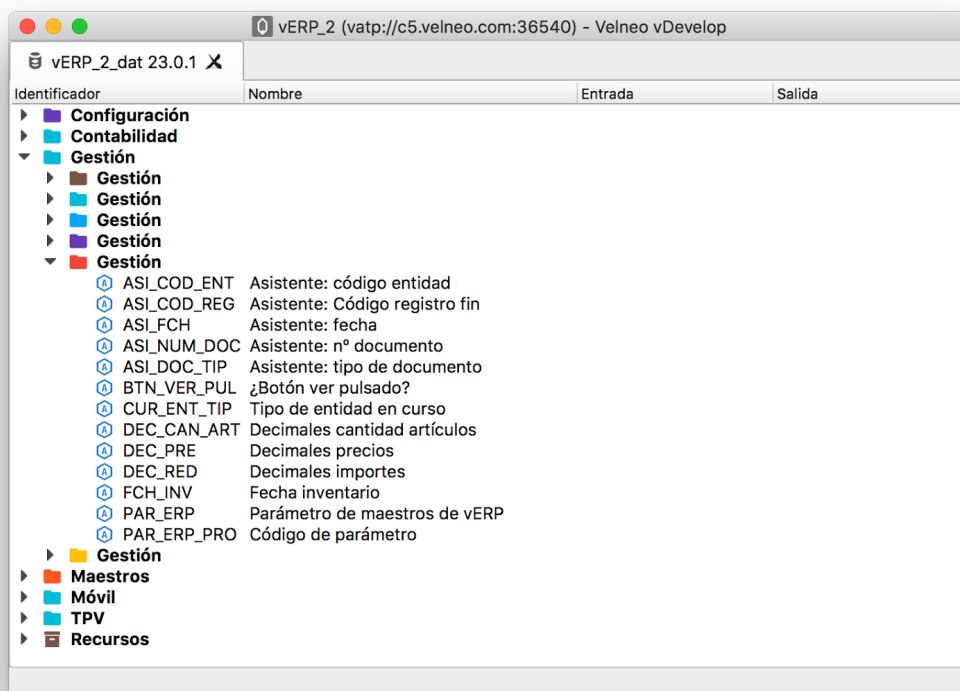 vERP_2 (vatp://c5.velneo.com:36540) - Velneo vDevelop
vERP_2_dat 23.0.1
Identificador Nombre Entrada Salida
Configuración
Contabilidad
Gestión
Gestión
Gestión
Gestión
Gestión
Gestión
ASI_COD_ENT Asistente: código entidad
ASI_COD_REG Asistente: Código registro fin
ASI_FCH Asistente: fecha
ASI_NUM_DOC Asistente: nº documento
ASI_DOC_TIP Asistente: tipo de documento
BTN_VER_PUL ¿Botón ver pulsado?
CUR_ENT_TIP Tipo de entidad en curso
DEC_CAN_ART Decimales cantidad artículos
DEC_PRE Decimales precios
DEC_RED Decimales importes
FCH_INV Fecha inventario
PAR_ERP Parámetro de maestros de vERP
PAR_ERP_PRO Código de parámetro
Gestión
Maestros
Móvil
TPV
Recursos